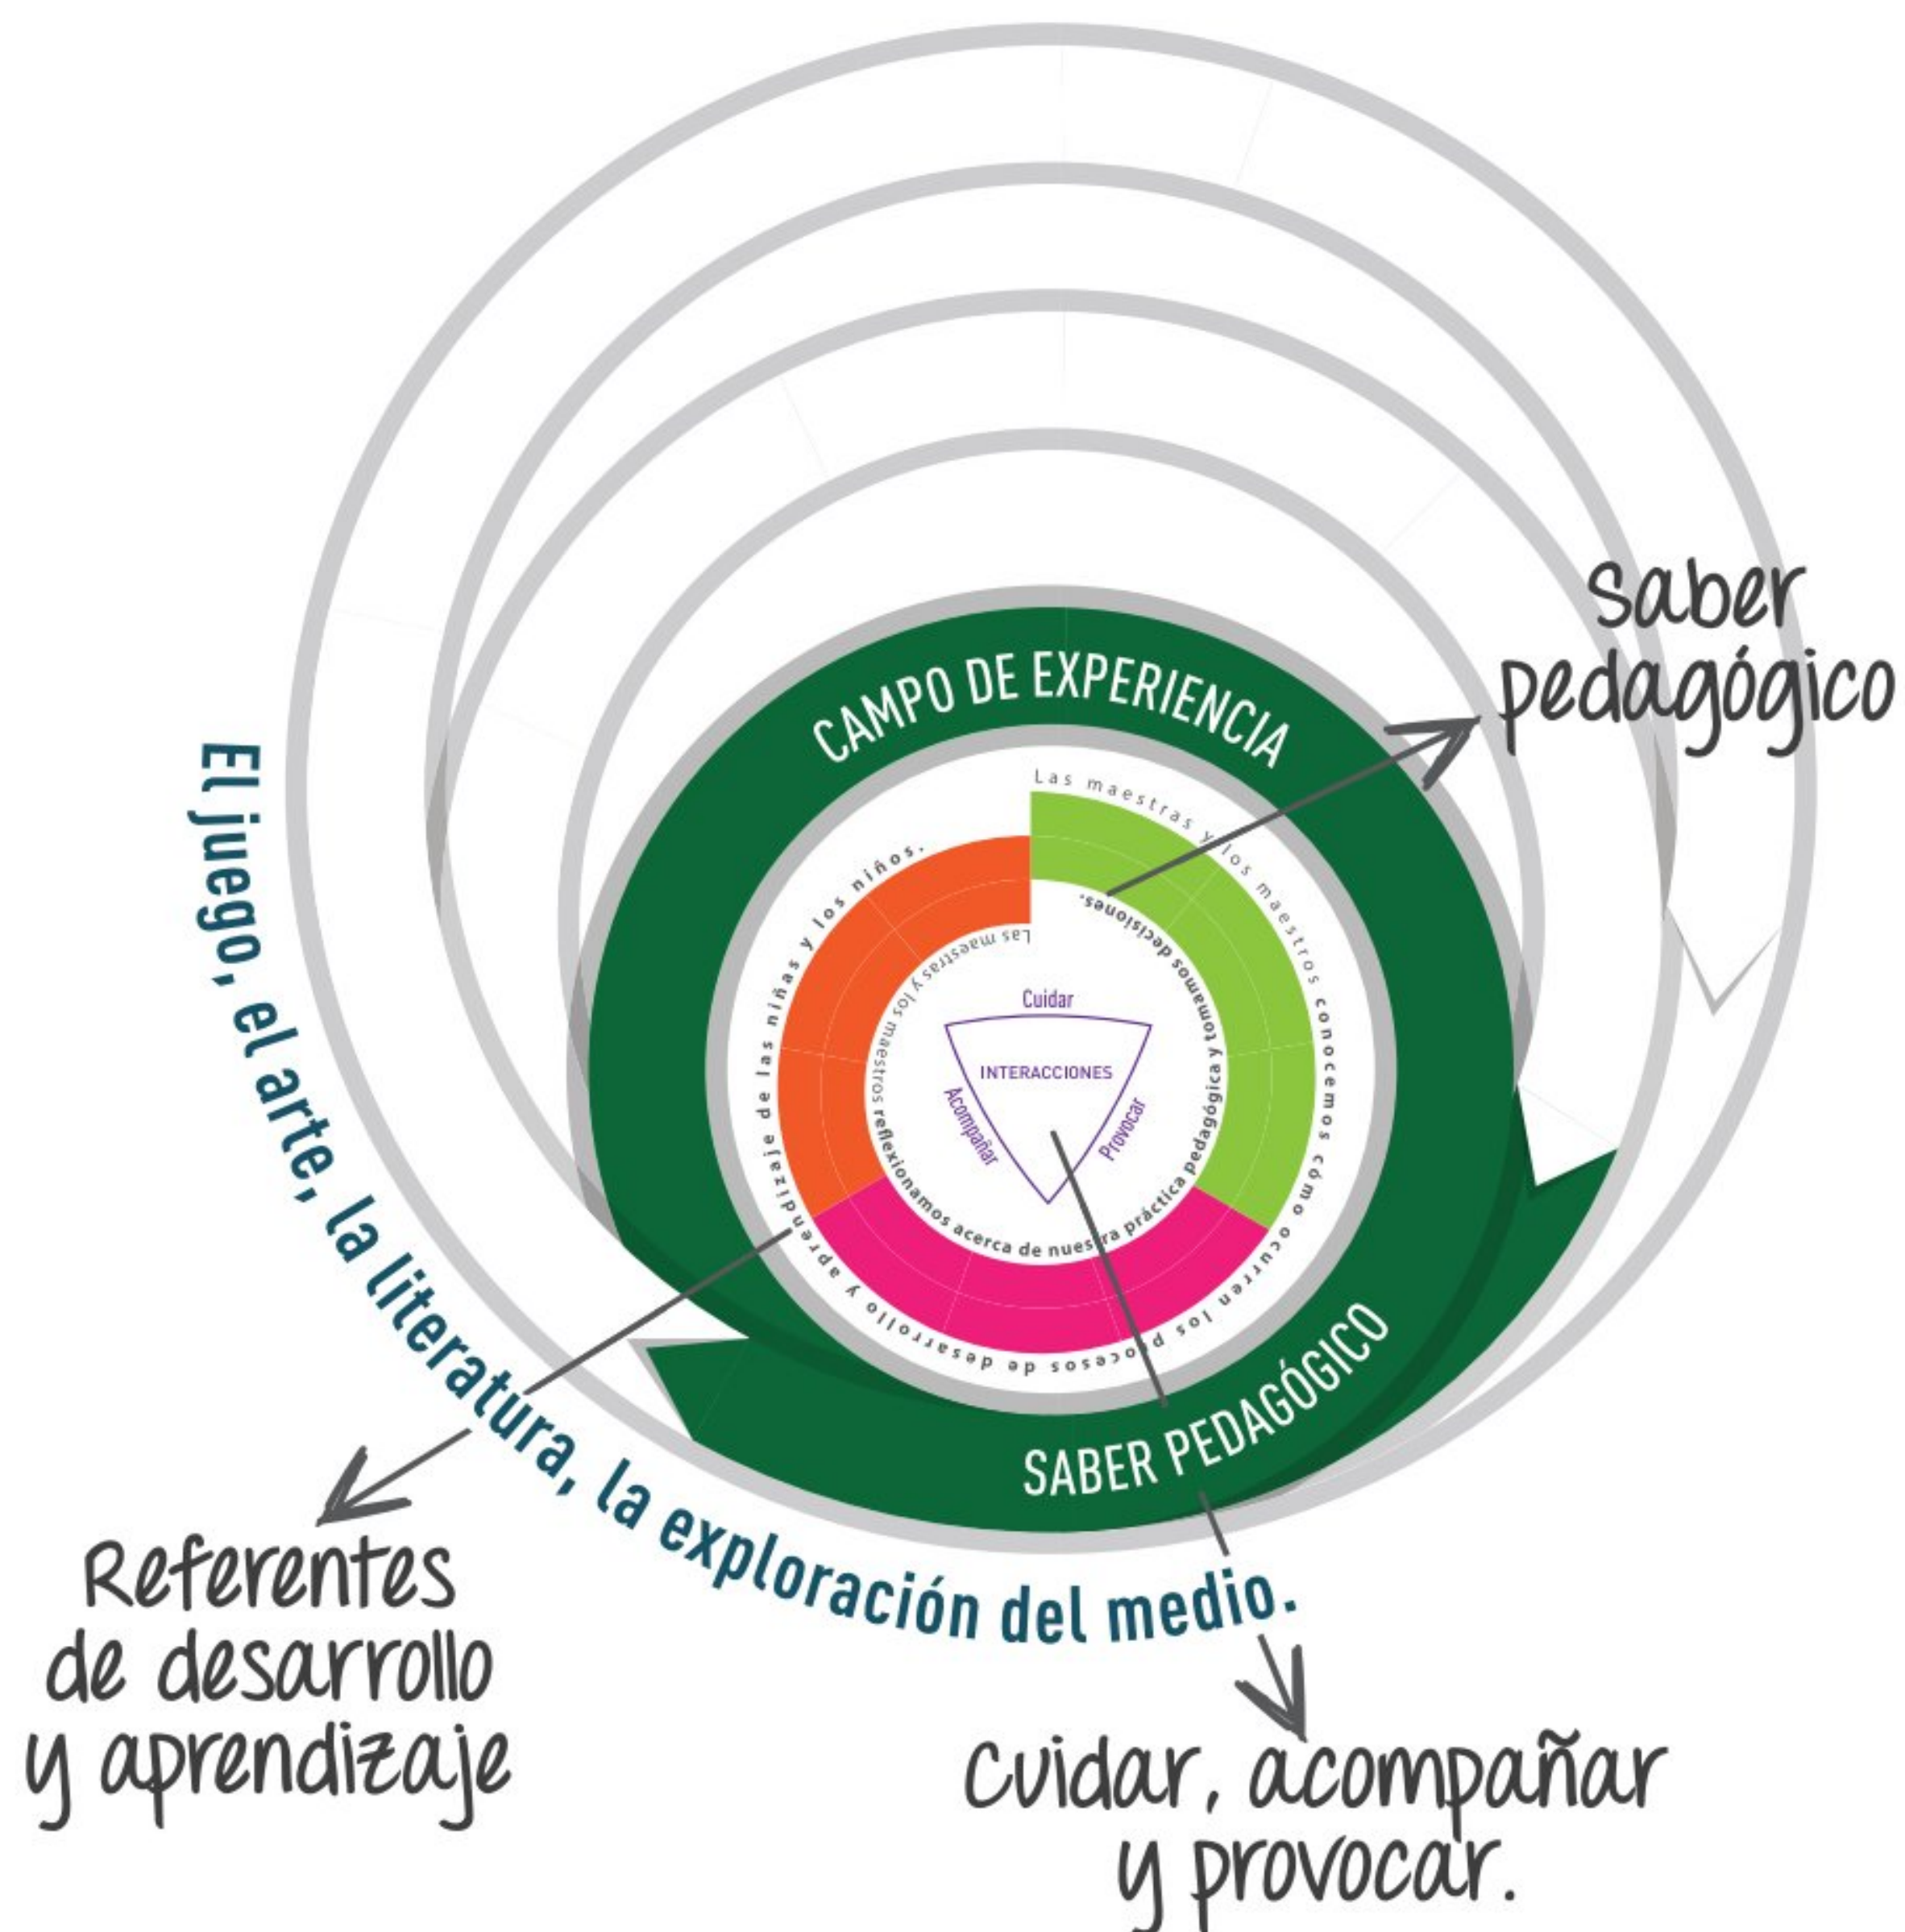 Saber
pedagógico
CAMPO DE EXPERIENCIA
Las maestras y los maestros conocemos cómo ocurren los procesos de desarrollo y aprendizaje de las niñas y los niños.
Las maestras y los maestros reflexionamos acerca de nuestra práctica pedagógica y tomamos decisiones.
Cuidar
INTERACCIONES
Acompañar
Provocar
SABER PEDAGÓGICO
El juego, el arte, la literatura, la exploración del medio.
Referentes
de desarrollo
y aprendizaje
Cuidar, acompañar
y provocar.